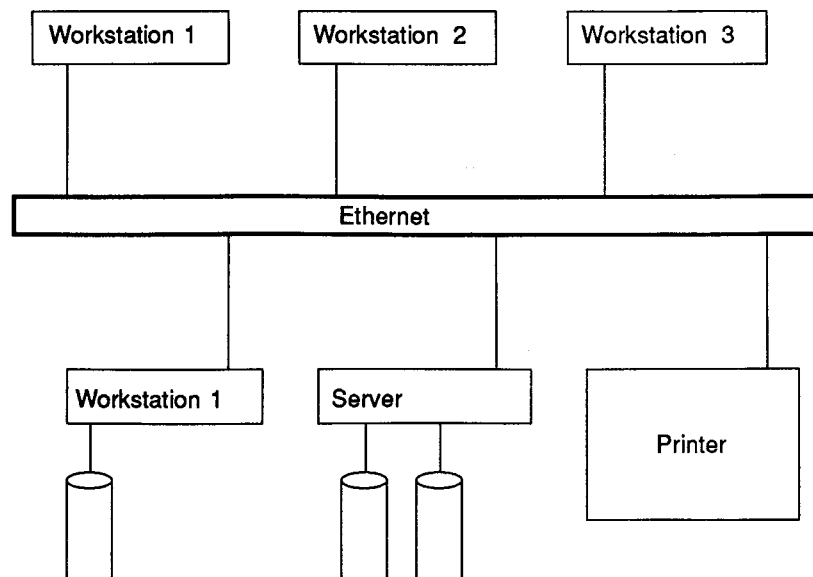 Workstation 1
Workstation 2
Workstation 3
Ethernet
Workstation 1
Server
Printer